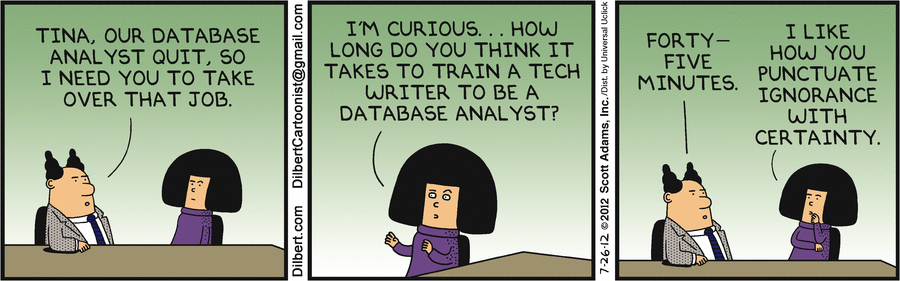 TINA, OUR DATABASE
ANALYST QUIT, SO
I NEED YOU TO TAKE
OVER THAT JOB.
Dilbert.com DilbertCartoonist@gmail.com
I'M CURIOUS... HOW
LONG DO YOU THINK IT
TAKES TO TRAIN A TECH
WRITER TO BE A
DATABASE ANALYST?
7-26-12 ©2012 Scott Adams, Inc./Dist. by Universal Uclick
FORTY-
FIVE
MINUTES.
I LIKE
HOW YOU
PUNCTUATE
IGNORANCE
WITH
CERTAINTY.